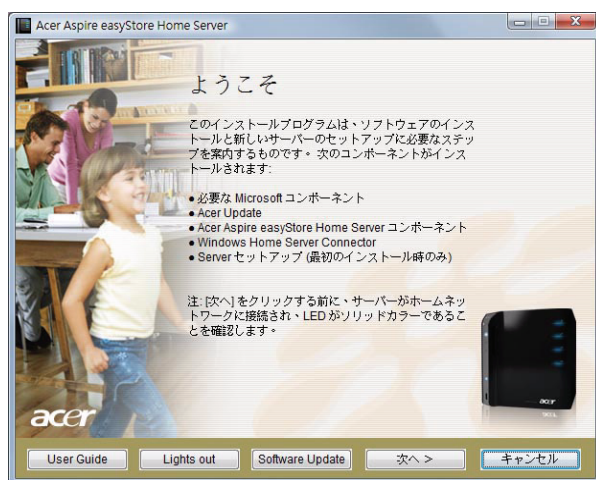 Acer Aspire easyStore Home Server
ようこそ
このインストールプログラムは、ソフトウェアのインス
トールと新しいサーバーのセットアップに必要なステッ
プを案内するものです。次のコンポーネントがインス
トールされます:
●必要な Microsoft コンポーネント
●Acer Update
●Acer Aspire easyStore Home Server コンポーネント
●Windows Home Server Connector
●Server セットアップ (最初のインストール時のみ)
注: [次へ] をクリックする前に、サーバーがホームネッ
トワークに接続され、LED がソリッドカラーであるこ
とを確認します。
acer
acer
User Guide
Lights out
Software Update
次へ >
キャンセル